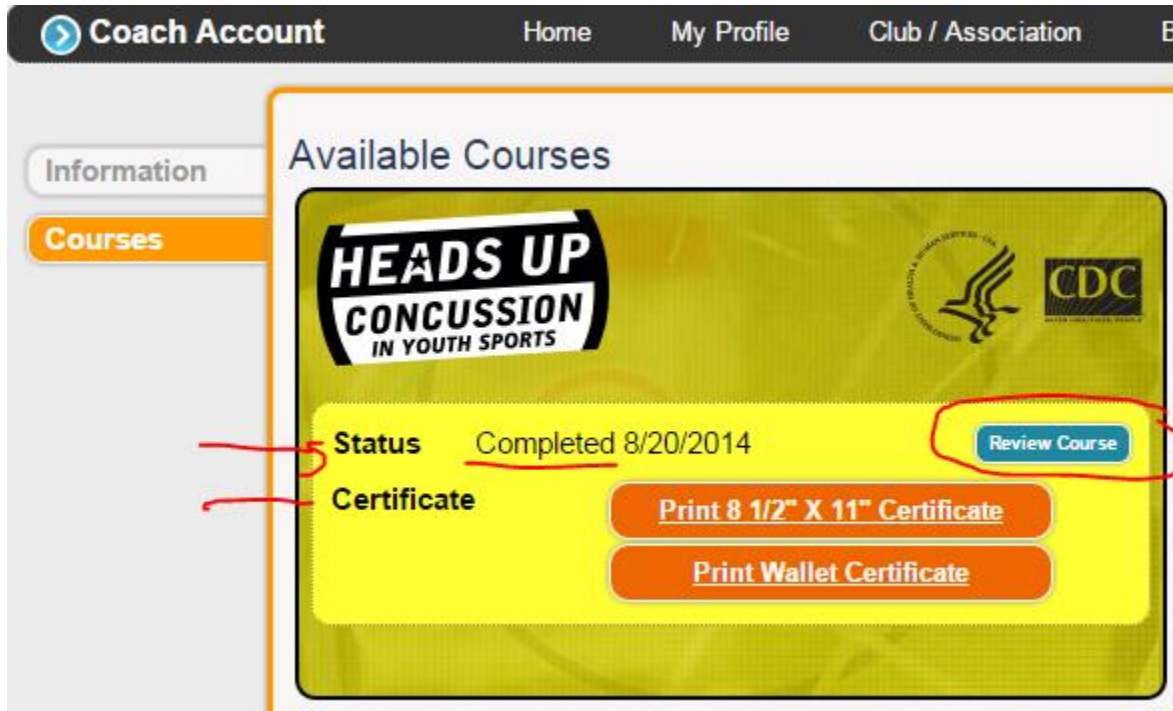 Coach Account Home My Profile Club / Association
Available Courses
Information
Courses
HEADS UP
CONCUSSION
IN YOUTH SPORTS
CDC
Status Completed 8/20/2014 Review Course
Certificate Print 8 1/2" X 11" Certificate
Print Wallet Certificate